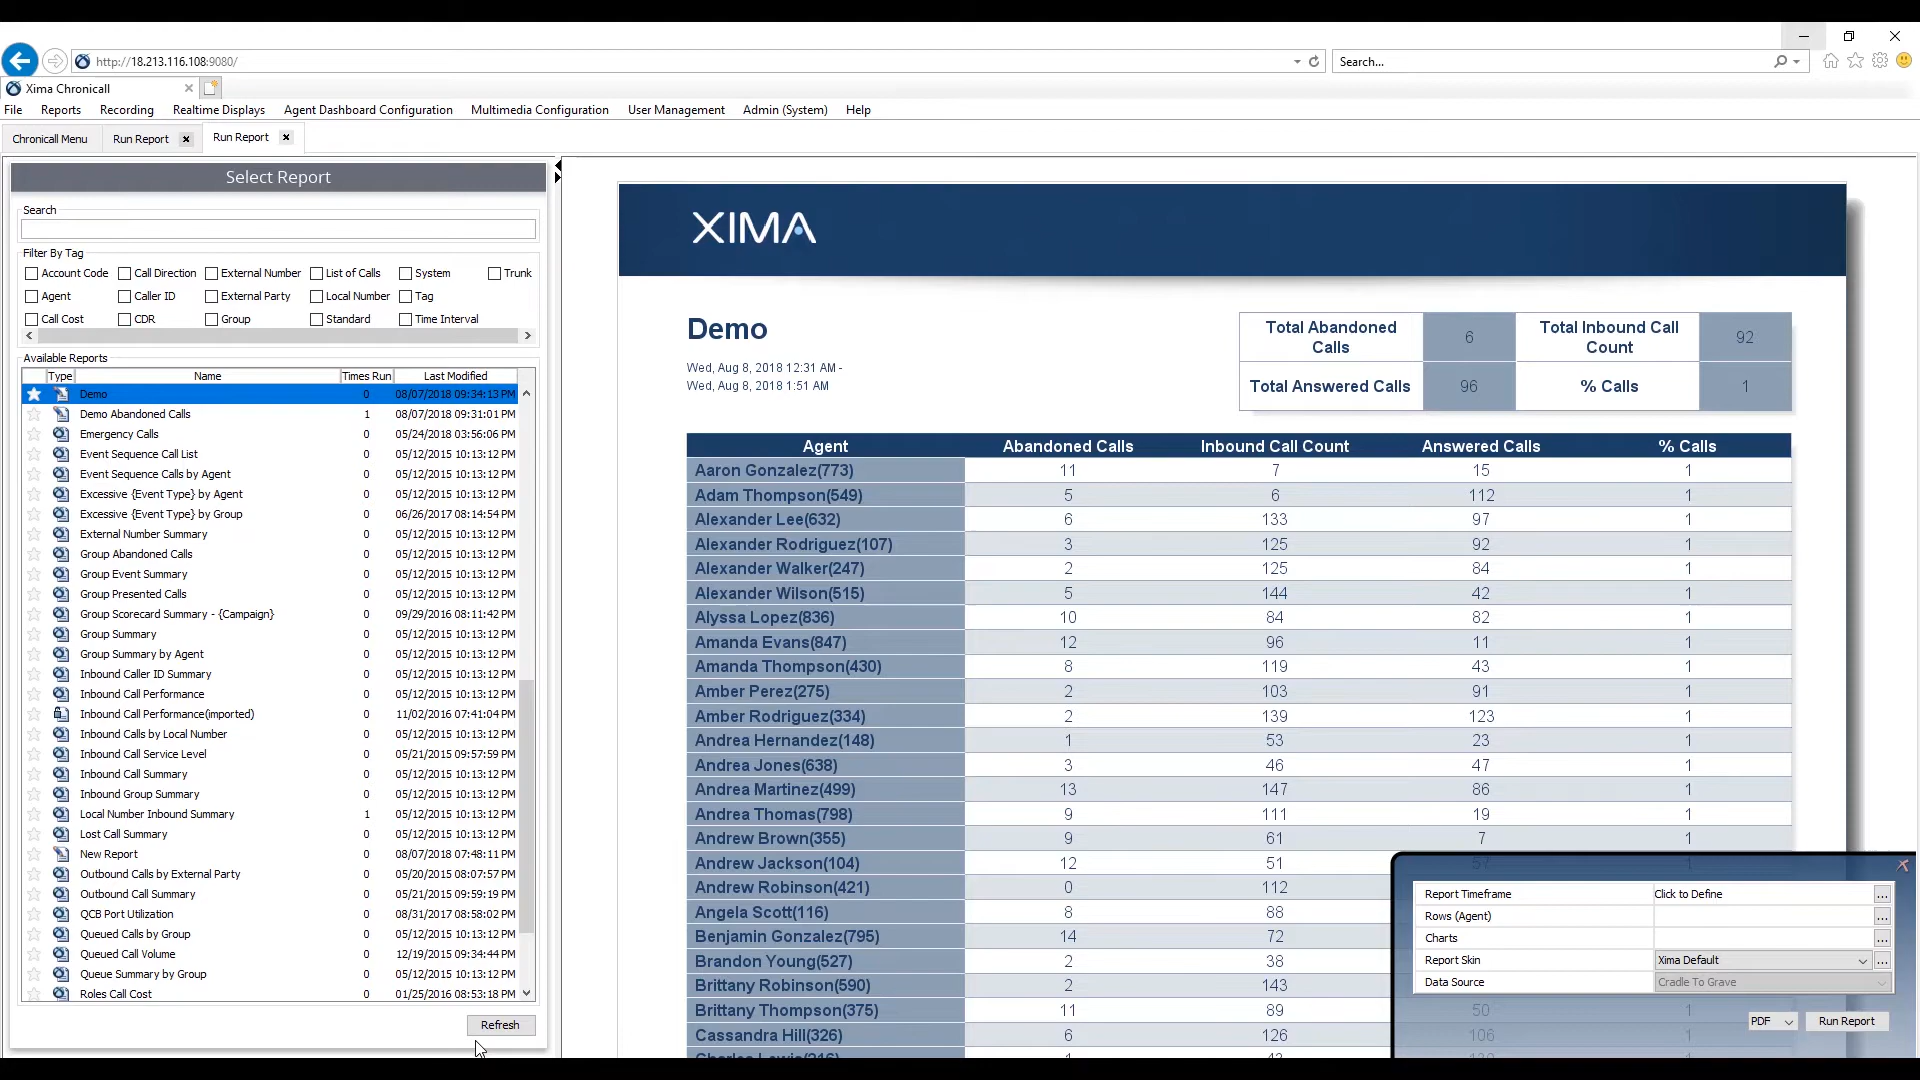 http://18.213.116.108:9080/
Search...
Xima Chronicall
File Reports Recording Realtime Displays Agent Dashboard Configuration Multimedia Configuration User Management Admin (System) Help
Chronicall Menu Run Report Run Report
Select Report
Search
Filter By Tag
Account Code Call Direction External Number List of Calls System Trunk
Agent Caller ID External Party Local Number Tag
Call Cost CDR Group Standard Time Interval
Available Reports
Type Name Times Run Last Modified
Demo 0 08/07/2018 09:34:13 PM
Demo Abandoned Calls 1 08/07/2018 09:31:01 PM
Emergency Calls 0 05/24/2018 03:56:06 PM
Event Sequence Call List 0 05/12/2015 10:13:12 PM
Event Sequence Calls by Agent 0 05/12/2015 10:13:12 PM
Excessive {Event Type} by Agent 0 05/12/2015 10:13:12 PM
Excessive {Event Type} by Group 0 06/26/2017 08:14:54 PM
External Number Summary 0 05/12/2015 10:13:12 PM
Group Abandoned Calls 0 05/12/2015 10:13:12 PM
Group Event Summary 0 05/12/2015 10:13:12 PM
Group Presented Calls 0 05/12/2015 10:13:12 PM
Group Scorecard Summary - {Campaign} 0 09/29/2016 08:11:42 PM
Group Summary 0 05/12/2015 10:13:12 PM
Group Summary by Agent 0 05/12/2015 10:13:12 PM
Inbound Caller ID Summary 0 05/12/2015 10:13:12 PM
Inbound Call Performance 0 05/12/2015 10:13:12 PM
Inbound Call Performance(imported) 0 11/02/2016 07:41:04 PM
Inbound Calls by Local Number 0 05/12/2015 10:13:12 PM
Inbound Call Service Level 0 05/21/2015 09:57:59 PM
Inbound Call Summary 0 05/12/2015 10:13:12 PM
Inbound Group Summary 0 05/12/2015 10:13:12 PM
Local Number Inbound Summary 1 05/12/2015 10:13:12 PM
Lost Call Summary 0 05/12/2015 10:13:12 PM
New Report 0 08/07/2018 07:48:11 PM
Outbound Calls by External Party 0 05/20/2015 08:07:57 PM
Outbound Call Summary 0 05/21/2015 09:59:19 PM
QCB Port Utilization 0 08/31/2017 08:58:02 PM
Queued Calls by Group 0 05/12/2015 10:13:12 PM
Queued Call Volume 0 12/19/2015 09:34:44 PM
Queue Summary by Group 0 05/12/2015 10:13:12 PM
Roles Call Cost 0 01/25/2016 08:53:18 PM
Refresh
XIMA
Demo
Wed, Aug 8, 2018 12:31 AM -
Wed, Aug 8, 2018 1:51 AM
Total Abandoned Calls 6 Total Inbound Call Count 92
Total Answered Calls 96 % Calls 1
Agent Abandoned Calls Inbound Call Count Answered Calls % Calls
Aaron Gonzalez(773) 11 7 15 1
Adam Thompson(549) 5 6 112 1
Alexander Lee(632) 6 133 97 1
Alexander Rodriguez(107) 3 125 92 1
Alexander Walker(247) 2 125 84 1
Alexander Wilson(515) 5 144 42 1
Alyssa Lopez(836) 10 84 82 1
Amanda Evans(847) 12 96 11 1
Amanda Thompson(430) 8 119 43 1
Amber Perez(275) 2 103 91 1
Amber Rodriguez(334) 2 139 123 1
Andrea Hernandez(148) 1 53 23 1
Andrea Jones(638) 3 46 47 1
Andrea Martinez(499) 13 147 86 1
Andrea Thomas(798) 9 111 19 1
Andrew Brown(355) 9 61 7 1
Andrew Jackson(104) 12 51
Andrew Robinson(421) 0 112
Angela Scott(116) 8 88
Benjamin Gonzalez(795) 14 72
Brandon Young(527) 2 38
Brittany Robinson(590) 2 143
Brittany Thompson(375) 11 89 50 1
Cassandra Hill(326) 6 126 106 1
Report Timeframe Click to Define ...
Rows (Agent) ...
Charts ...
Report Skin Xima Default ...
Data Source Cradle To Grave
PDF Run Report